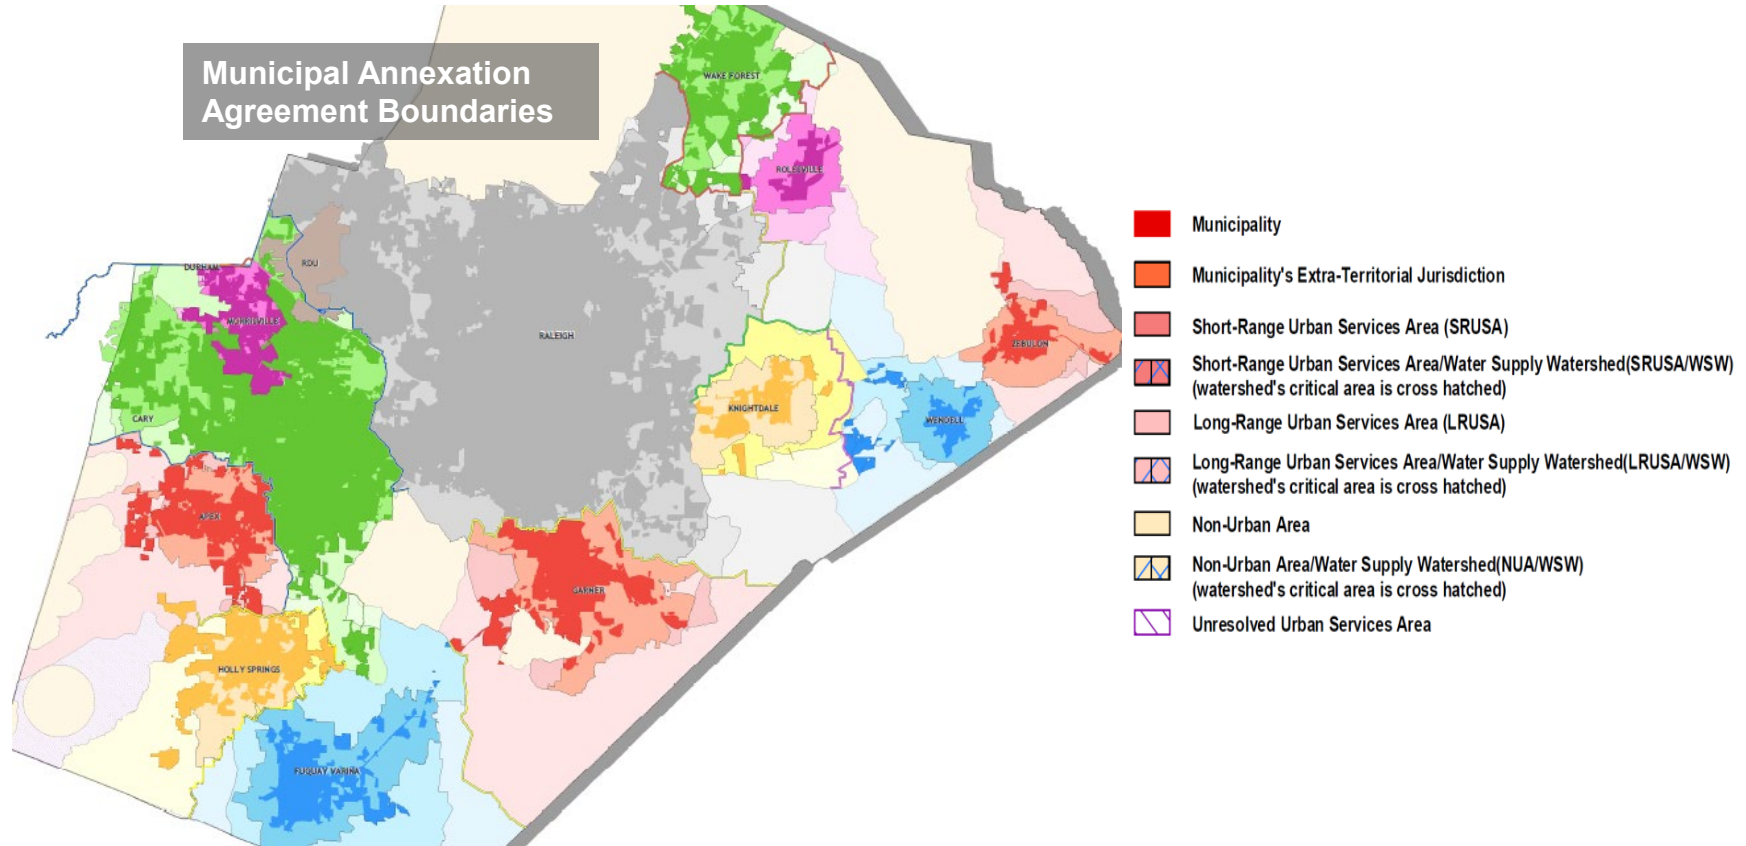 Municipal Annexation
Agreement Boundaries
WAKE FOREST
ROLESVILLE
RDU
DURHAM
MORRISVILLE
RALEIGH
ZEBULON
CARY
KNIGHTDALE
WENDELL
APEX
GARNER
HOLLY SPRINGS
FUQUAY VARINA
Municipality
Municipality's Extra-Territorial Jurisdiction
Short-Range Urban Services Area (SRUSA)
Short-Range Urban Services Area/Water Supply Watershed(SRUSA/WSW)
(watershed's critical area is cross hatched)
Long-Range Urban Services Area (LRUSA)
Long-Range Urban Services Area/Water Supply Watershed(LRUSA/WSW)
(watershed's critical area is cross hatched)
Non-Urban Area
Non-Urban Area/Water Supply Watershed(NUA/WSW)
(watershed's critical area is cross hatched)
Unresolved Urban Services Area